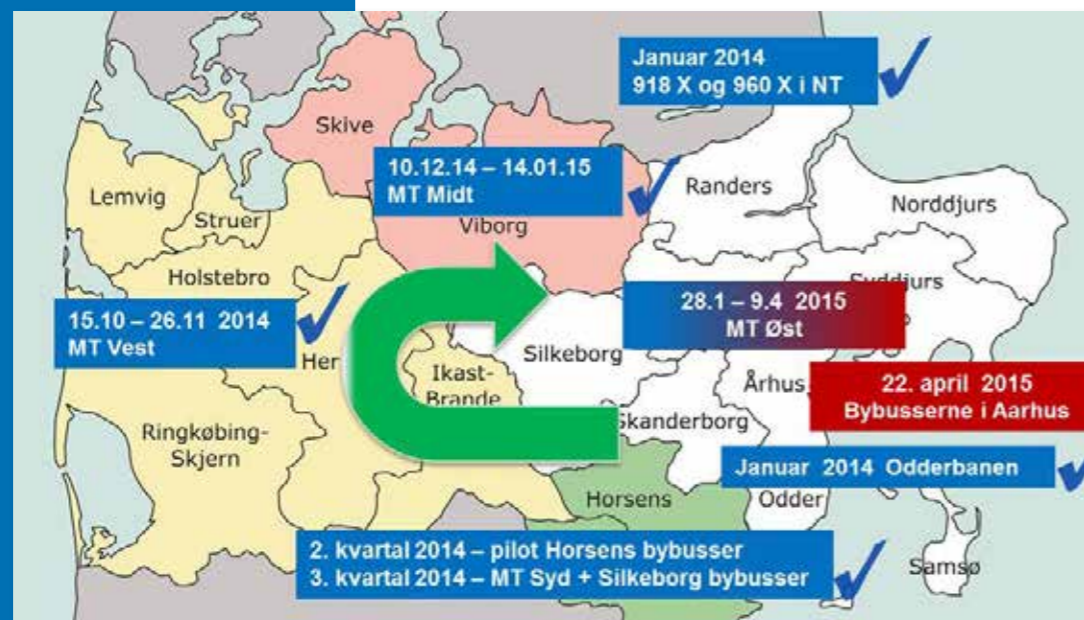 Januar 2014
918 X og 960 X i NT
Skive
10.12.14 – 14.01.15
MT Midt
Viborg
Randers
Norddjurs
Lemvig
Struer
Holstebro
15.10 – 26.11 2014
MT Vest
Her
28.1 – 9.4 2015
MT Øst
Silkeborg
Ikast-
Brande
Århus
22. april 2015
Bybusserne i Aarhus
Skanderborg
Ringkøbing-
Skjern
Januar 2014 Odderbanen
Horsens
Odder
2. kvartal 2014 – pilot Horsens bybusser
3. kvartal 2014 – MT Syd + Silkeborg bybusser
Samsø